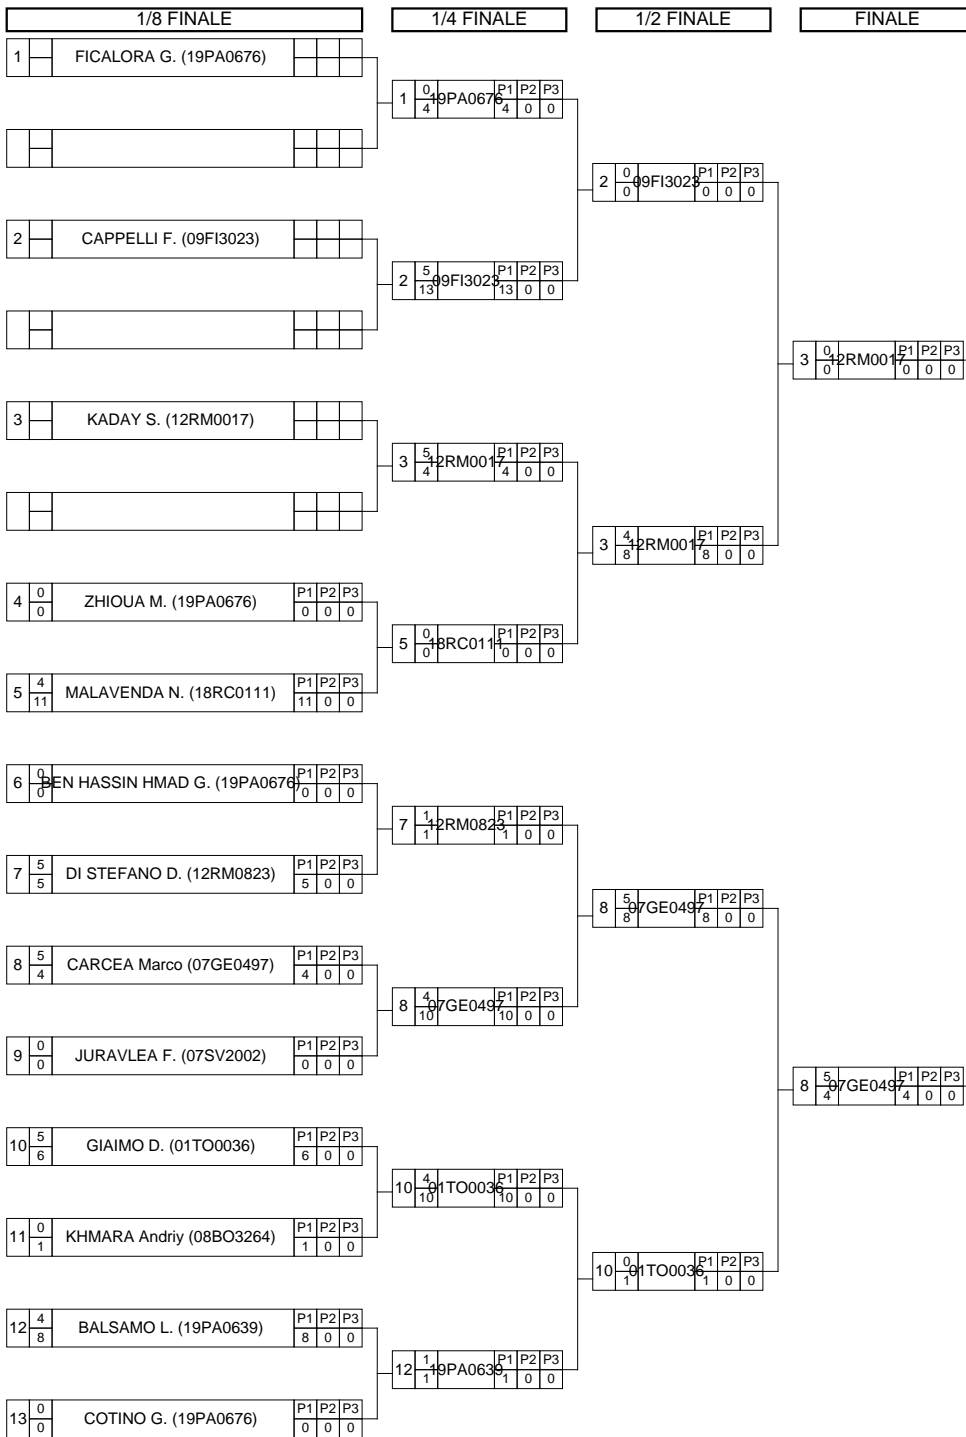 1/8 FINALE
1/4 FINALE
1/2 FINALE
FINALE
1 FICALORA G. (19PA0676)
1 0 4 19PA0676 P1 P2 P3 4 0 0
2 0 0 09FI3023 P1 P2 P3 0 0 0
2 CAPPELLI F. (09FI3023)
2 5 13 09FI3023 P1 P2 P3 13 0 0
3 0 0 12RM0017 P1 P2 P3 0 0 0
3 KADAY S. (12RM0017)
3 5 4 12RM0017 P1 P2 P3 4 0 0
3 4 8 12RM0017 P1 P2 P3 8 0 0
4 0 0 ZHIOUA M. (19PA0676) P1 P2 P3 0 0 0
5 0 0 18RC0111 P1 P2 P3 0 0 0
5 4 11 MALAVENDA N. (18RC0111) P1 P2 P3 11 0 0
6 0 0 BEN HASSIN HMAD G. (19PA0676) P1 P2 P3 0 0 0
7 1 1 12RM0823 P1 P2 P3 1 0 0
7 5 5 DI STEFANO D. (12RM0823) P1 P2 P3 5 0 0
8 5 8 07GE0497 P1 P2 P3 8 0 0
8 5 4 CARCEA Marco (07GE0497) P1 P2 P3 4 0 0
8 4 10 07GE0497 P1 P2 P3 10 0 0
9 0 0 JURAVLEA F. (07SV2002) P1 P2 P3 0 0 0
8 5 4 07GE0497 P1 P2 P3 4 0 0
10 5 6 GIAIMO D. (01TO0036) P1 P2 P3 6 0 0
10 4 10 01TO0036 P1 P2 P3 10 0 0
11 0 1 KHMARA Andriy (08BO3264) P1 P2 P3 1 0 0
10 0 1 01TO0036 P1 P2 P3 1 0 0
12 4 8 BALSAMO L. (19PA0639) P1 P2 P3 8 0 0
12 1 1 19PA0639 P1 P2 P3 1 0 0
13 0 0 COTINO G. (19PA0676) P1 P2 P3 0 0 0